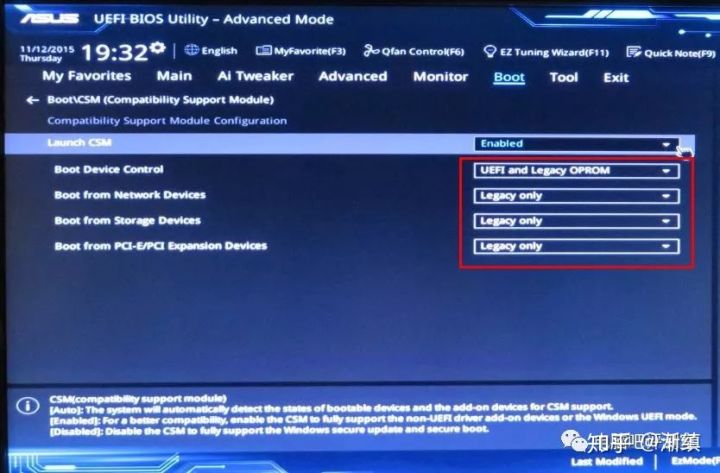 ASUS UEFI BIOS Utility – Advanced Mode
11/12/2015 Thursday 19:32 English MyFavorite(F3) Qfan Control(F6) EZ Tuning Wizard(F11) Quick Note(F9)
My Favorites Main Ai Tweaker Advanced Monitor Boot Tool Exit
← Boot\CSM (Compatibility Support Module)
Compatibility Support Module Configuration
Launch CSM Enabled
Boot Device Control UEFI and Legacy OPROM
Boot from Network Devices Legacy only
Boot from Storage Devices Legacy only
Boot from PCI-E/PCI Expansion Devices Legacy only
CSM(compatibility support module)
[Auto]: The system will automatically detect the states of bootable devices and the add-on devices for CSM support.
[Enabled]: For a better compatibility, enable the CSM to fully support the non-UEFI driver add-on devices or the Windows UEFI mode.
[Disabled]: Disable the CSM to fully support the Windows secure update and secure boot.
知乎 @渐缜
Last Modified EzMode(F